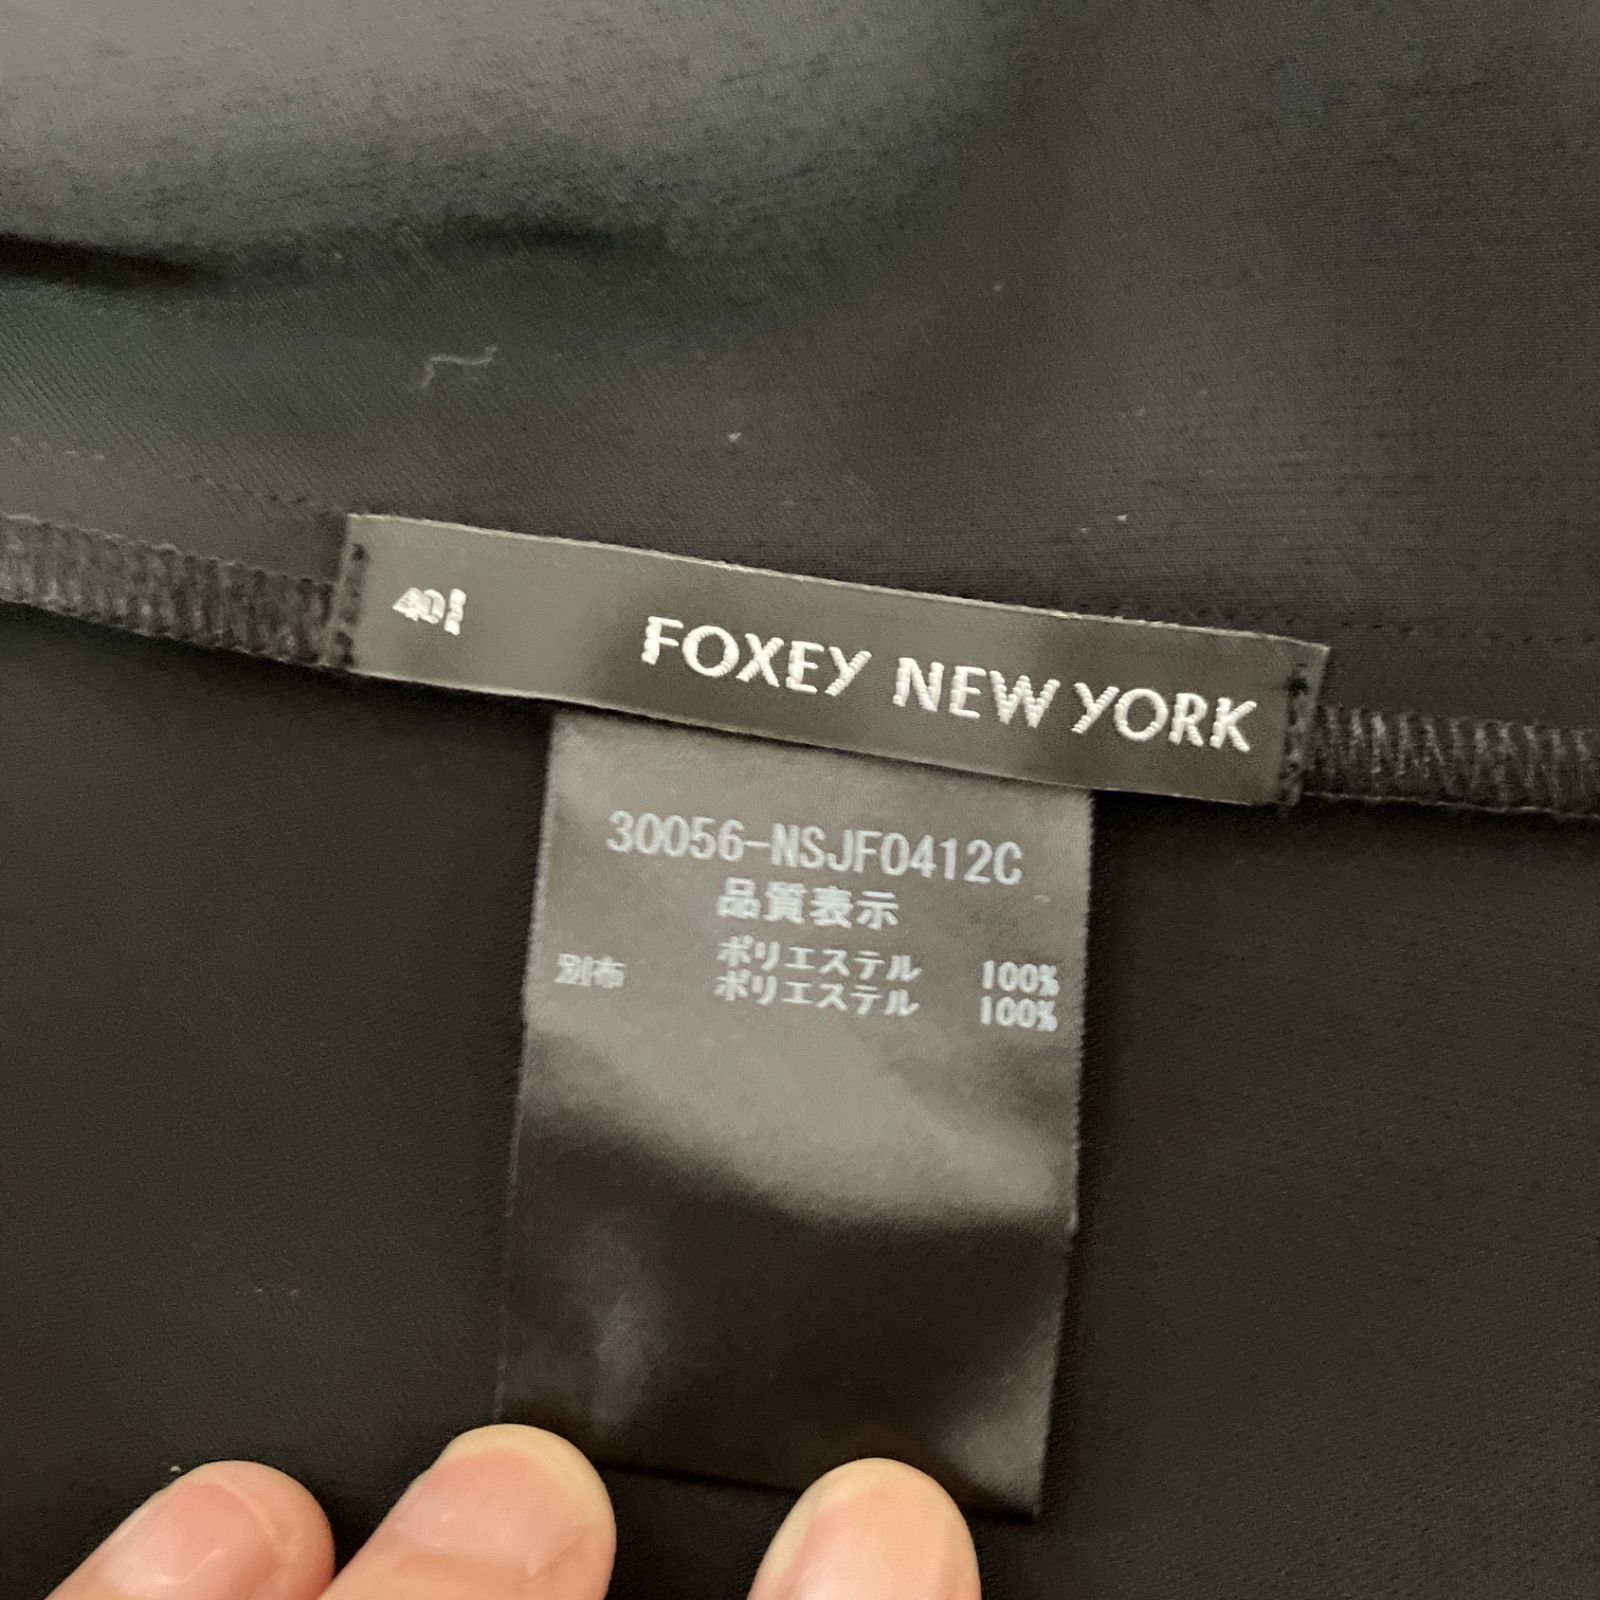 40
FOXEY NEW YORK
30056-NSJF0412C
品質表示
ポリエステル 100%
別布 ポリエステル 100%